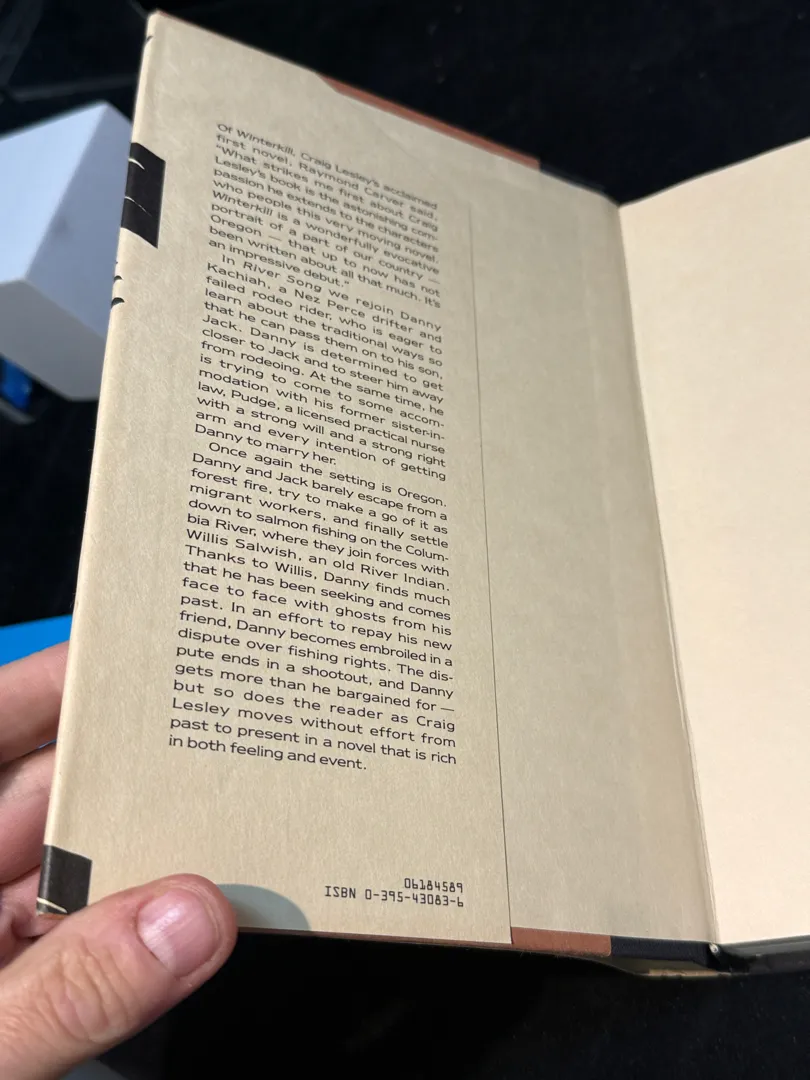 Of Winterkill, Craig Lesley's acclaimed
first novel, Raymond Carver said,
"What strikes me first about Craig
Lesley's book is the astonishing com-
passion he extends to the characters
who people this very moving novel.
Winterkill is a wonderfully evocative
portrait of a part of our country —
Oregon — that up to now has not
been written about all that much. It's
an impressive debut."
In River Song we rejoin Danny
Kachiah, a Nez Perce drifter and
failed rodeo rider, who is eager to
learn about the traditional ways so
that he can pass them on to his son,
Jack. Danny is determined to get
closer to Jack and to steer him away
from rodeoing. At the same time, he
is trying to come to some accom-
modation with his former sister-in-
law, Pudge, a licensed practical nurse
with a strong will and a strong right
arm and every intention of getting
Danny to marry her.
Once again the setting is Oregon.
Danny and Jack barely escape from a
forest fire, try to make a go of it as
migrant workers, and finally settle
down to salmon fishing on the Colum-
bia River, where they join forces with
Willis Salwish, an old River Indian.
Thanks to Willis, Danny finds much
that he has been seeking and comes
face to face with ghosts from his
past. In an effort to repay his new
friend, Danny becomes embroiled in a
dispute over fishing rights. The dis-
pute ends in a shootout, and Danny
gets more than he bargained for —
but so does the reader as Craig
Lesley moves without effort from
past to present in a novel that is rich
in both feeling and event.
06184589
ISBN 0-395-43083-6